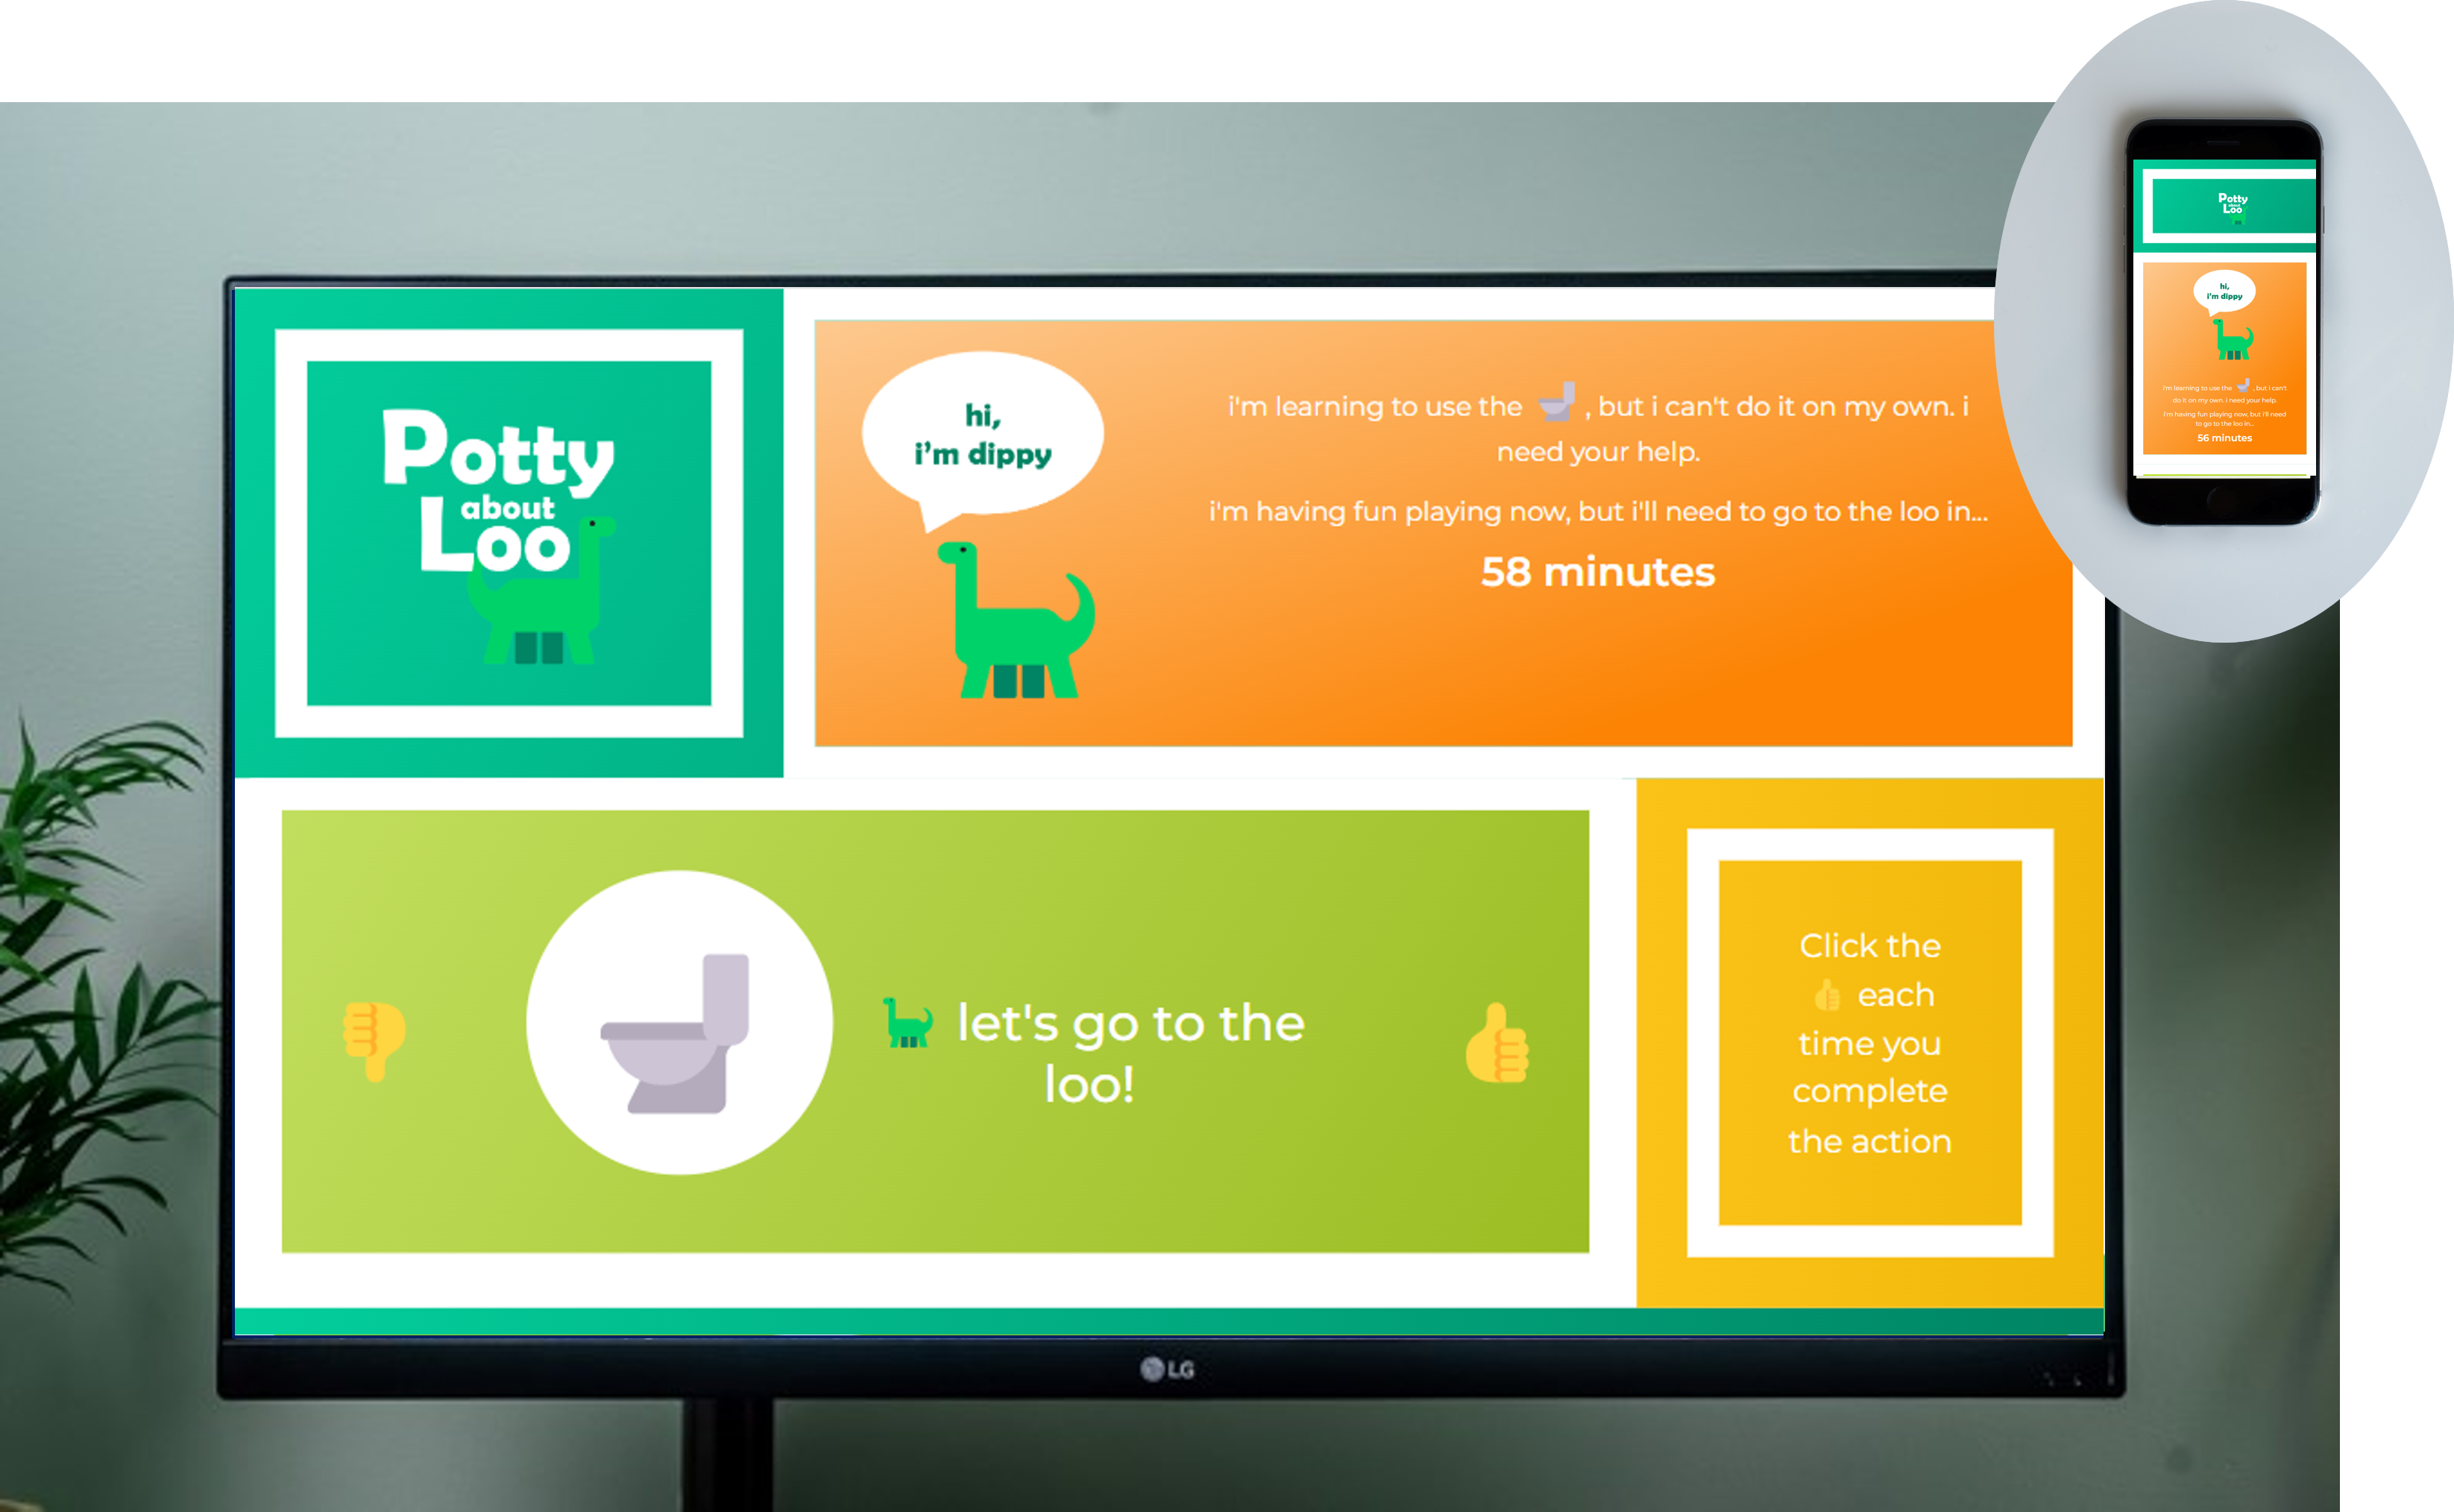 Potty
about
Loo
hi,
i'm dippy
i'm learning to use the , but i can't do it on my own. i
need your help.
i'm having fun playing now, but i'll need to go to the loo in...
58 minutes
let's go to the
loo!
Click the
each
time you
complete
the action
LG
Potty
about
Loo
hi,
i'm dippy
i'm learning to use the , but i can't
do it on my own. i need your help.
i'm having fun playing now, but i'll need
to go to the loo in...
56 minutes